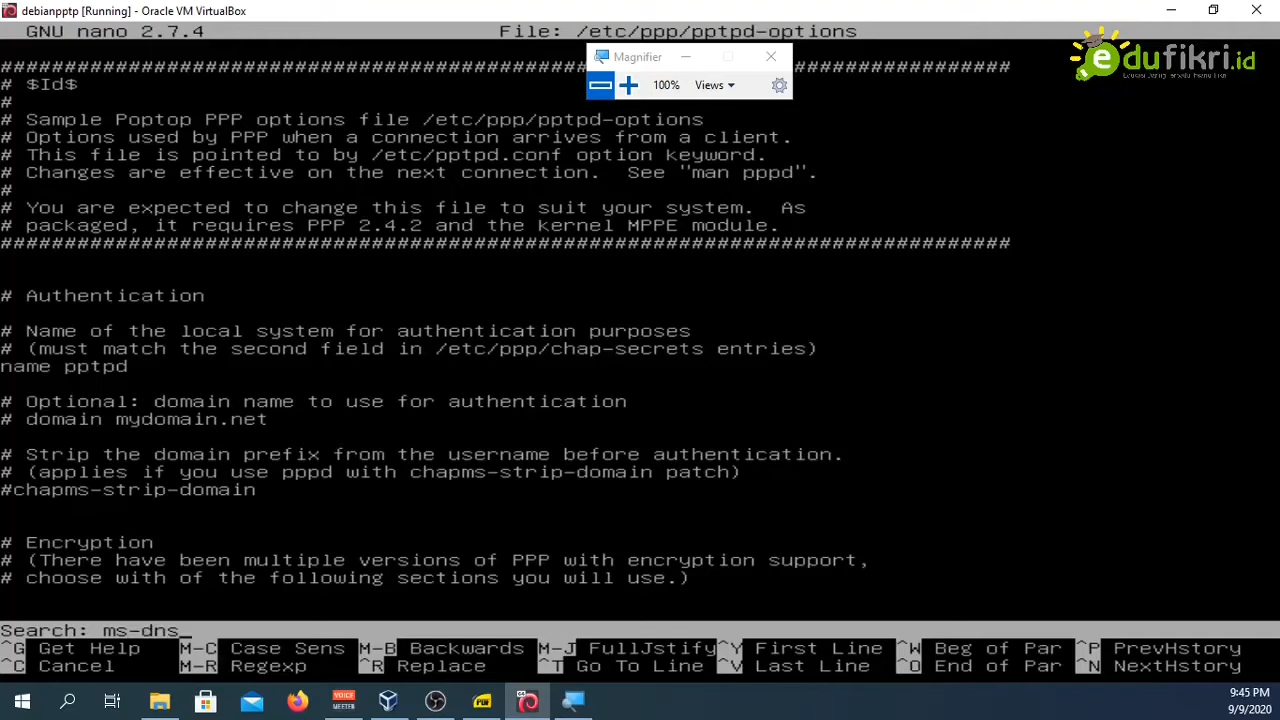 debianpptp [Running] - Oracle VM VirtualBox
GNU nano 2.7.4 File: /etc/ppp/pptpd-options
Magnifier
100% Views
edufikri.id
###############################################################################
# $Id$
#
# Sample Poptop PPP options file /etc/ppp/pptpd-options
# Options used by PPP when a connection arrives from a client.
# This file is pointed to by /etc/pptpd.conf option keyword.
# Changes are effective on the next connection.  See "man pppd".
#
# You are expected to change this file to suit your system.  As
# packaged, it requires PPP 2.4.2 and the kernel MPPE module.
###############################################################################
# Authentication
# Name of the local system for authentication purposes
# (must match the second field in /etc/ppp/chap-secrets entries)
name pptpd
# Optional: domain name to use for authentication
# domain mydomain.net
# Strip the domain prefix from the username before authentication.
# (applies if you use pppd with chapms-strip-domain patch)
#chapms-strip-domain
# Encryption
# (There have been multiple versions of PPP with encryption support,
# choose with of the following sections you will use.)
Search: ms-dns_
^G Get Help M-C Case Sens M-B Backwards M-J FullJstify ^Y First Line ^W Beg of Par ^P PrevHstory
^C Cancel M-R Regexp ^R Replace ^T Go To Line ^V Last Line ^O End of Par ^N NextHstory
VOICE
MEETER
PDF
9:45 PM
9/9/2020